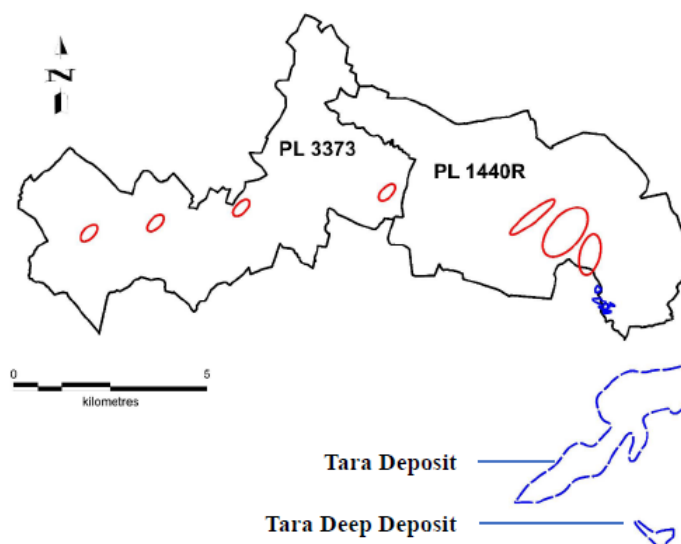 N
PL 3373
PL 1440R
0 5
kilometres
Tara Deposit
Tara Deep Deposit